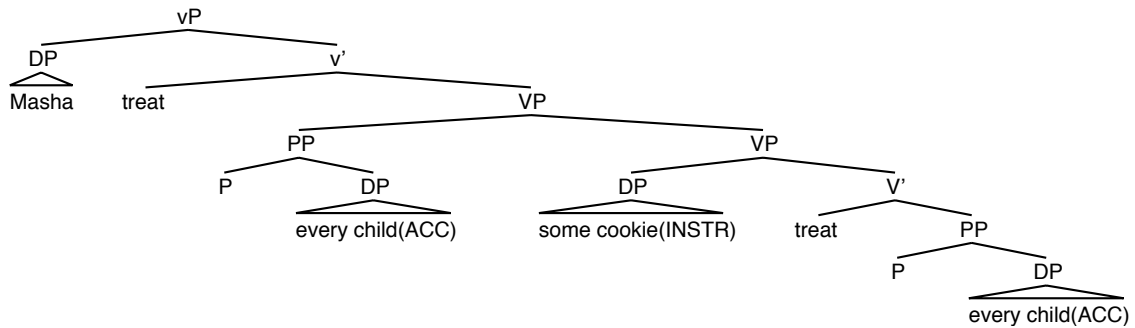 vP
DP v'
Masha treat VP
PP VP
P DP DP V'
every child(ACC) some cookie(INSTR) treat PP
P DP
every child(ACC)